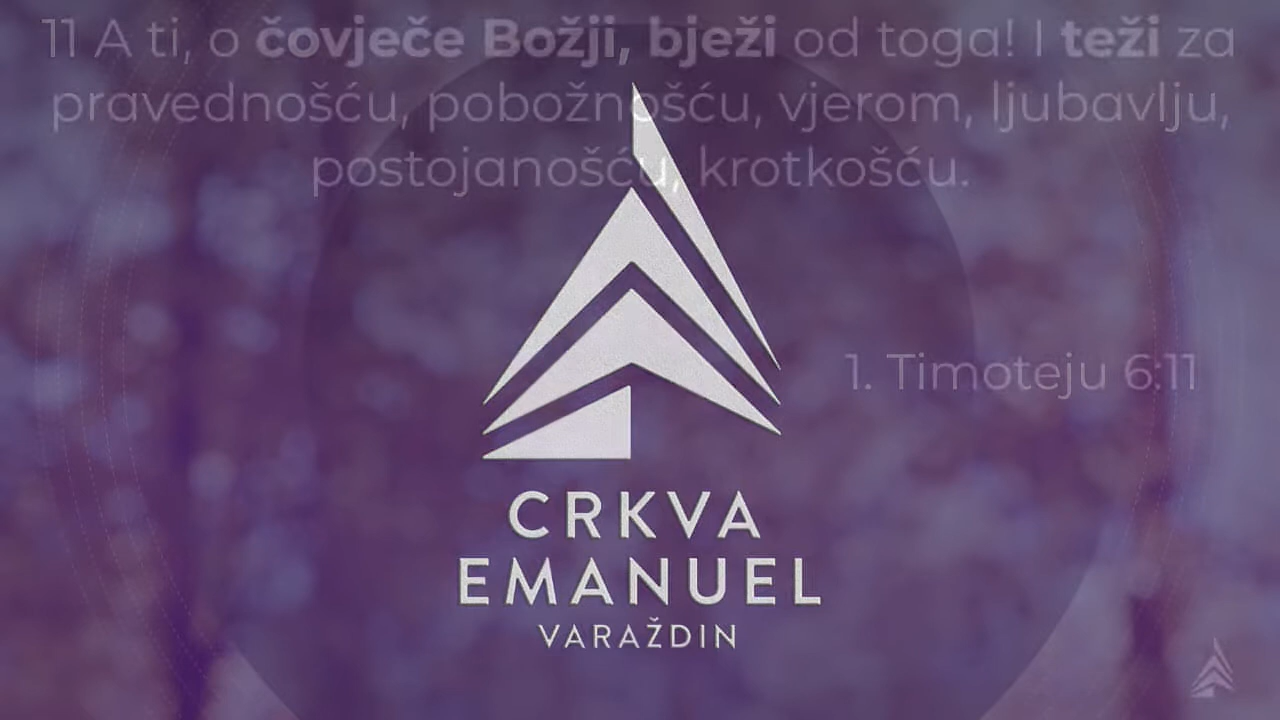 11 A ti, o čovječe Božji, bježi od toga! I teži za
pravednošću, pobožnošću, vjerom, ljubavlju,
postojanošću, krotkošću.
1. Timoteju 6:11
CRKVA
EMANUEL
VARAŽDIN